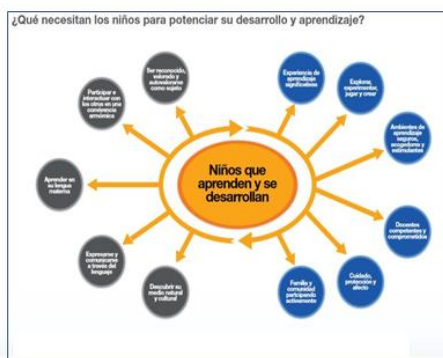 ¿Qué necesitan los niños para potenciar su desarrollo y aprendizaje?
Ser reconocido,
valorado y
autovalorarse
como sujeto
Experiencia de
aprendizaje
significativas
Participar e
interactuar con
los otros en una
convivencia
armónica
Explorar,
experimentar,
jugar y crear
Ambientes de
aprendizaje
seguros,
acogedores y
estimulantes
Aprender en
su lengua
materna
Niños que
aprenden y se
desarrollan
Docentes
competentes y
comprometidos
Expresarse y
comunicarse
a través del
lenguaje
Descubrir su
medio natural
y cultural
Familia y
comunidad
participando
activamente
Cuidado,
protección y
afecto